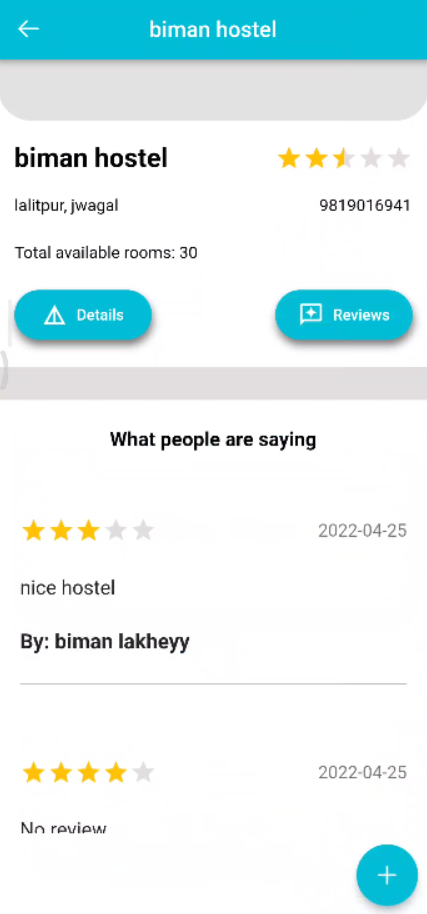 biman hostel
biman hostel
lalitpur, jwagal 9819016941
Total available rooms: 30
Details Reviews
What people are saying
2022-04-25
nice hostel
By: biman lakheyy
2022-04-25
No review